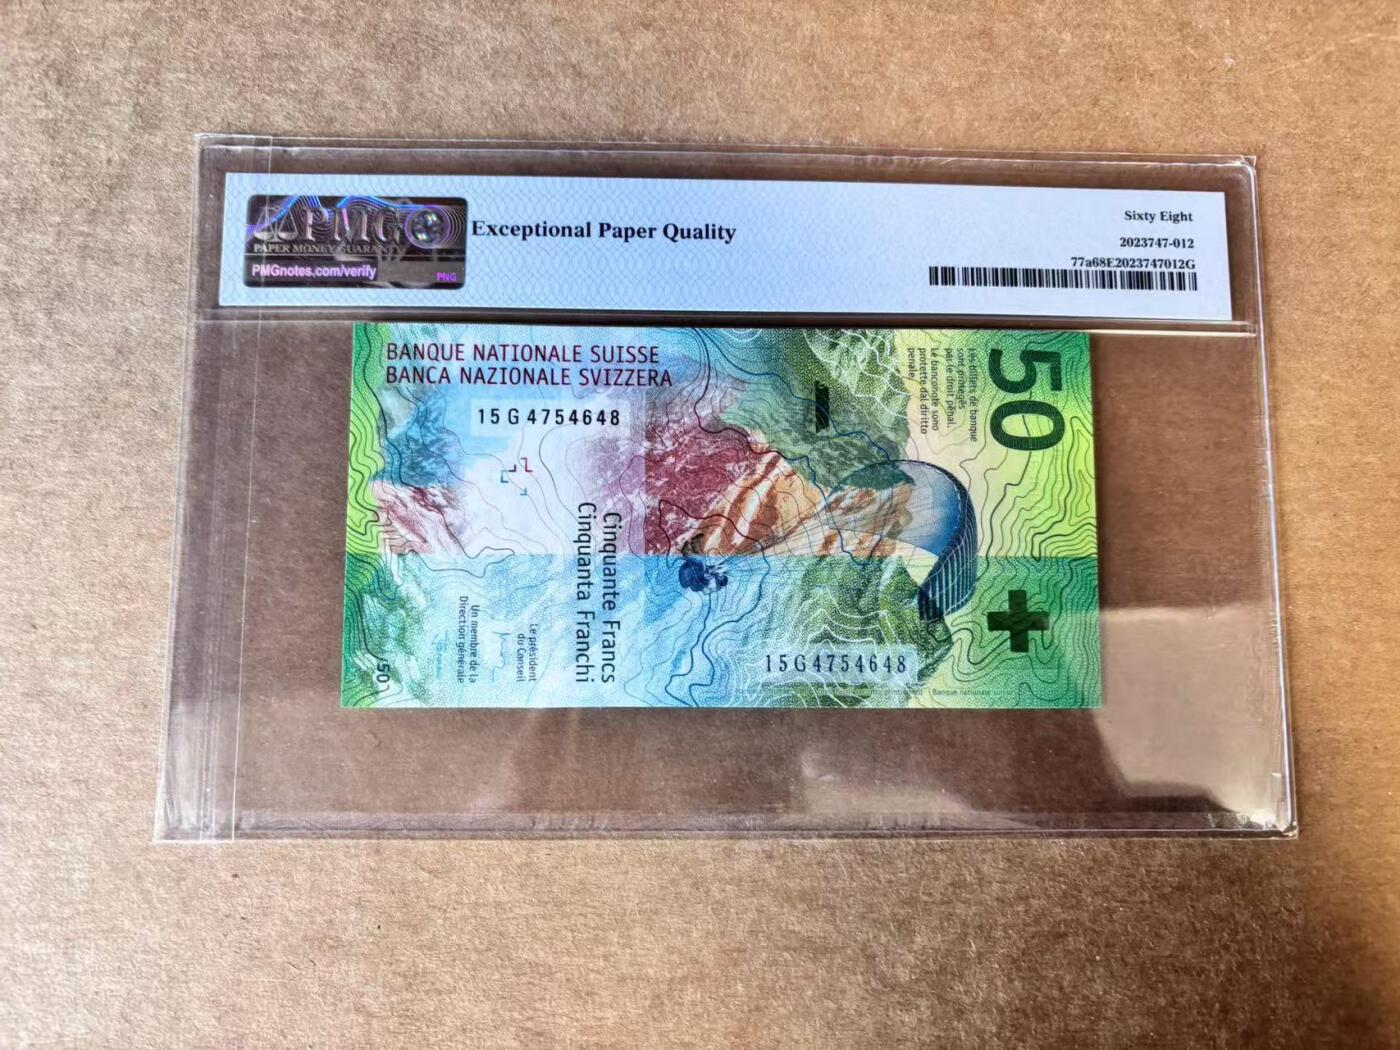 PMG
PAPER MONEY GUARANTY
PMGnotes.com/verify
PNG
Exceptional Paper Quality
Sixty Eight
2023747-012
77a68E2023747012G
BANQUE NATIONALE SUISSE
BANCA NAZIONALE SVIZZERA
15G4754648
50
Les billets de banque
sont protégés
par le droit pénal.
Le banconote sono
protette dal diritto
penale.
Cinquante Francs
Cinquanta Franchi
Le président
du Conseil
Un membre de la
Direction générale
50
15G4754648
Banque nationale suisse